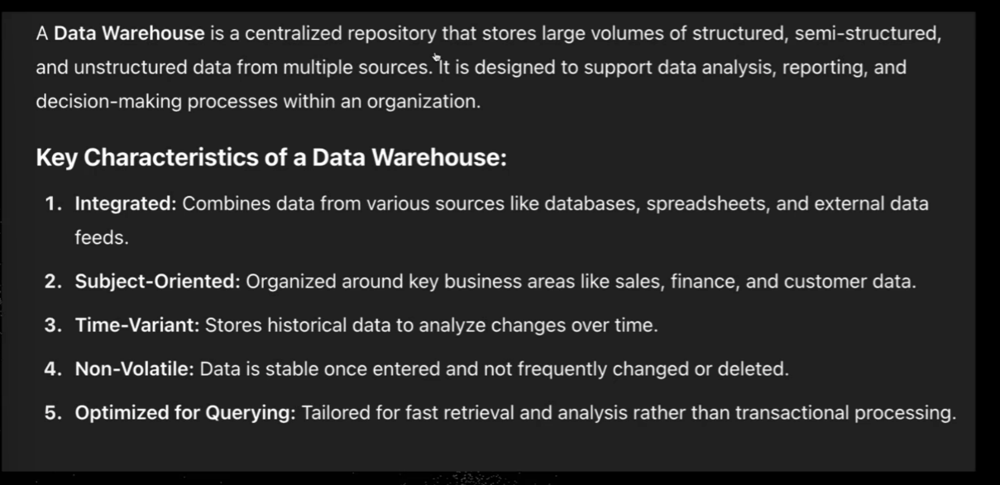 A Data Warehouse is a centralized repository that stores large volumes of structured, semi-structured,
and unstructured data from multiple sources. It is designed to support data analysis, reporting, and
decision-making processes within an organization.
Key Characteristics of a Data Warehouse:
1. Integrated: Combines data from various sources like databases, spreadsheets, and external data
feeds.
2. Subject-Oriented: Organized around key business areas like sales, finance, and customer data.
3. Time-Variant: Stores historical data to analyze changes over time.
4. Non-Volatile: Data is stable once entered and not frequently changed or deleted.
5. Optimized for Querying: Tailored for fast retrieval and analysis rather than transactional processing.